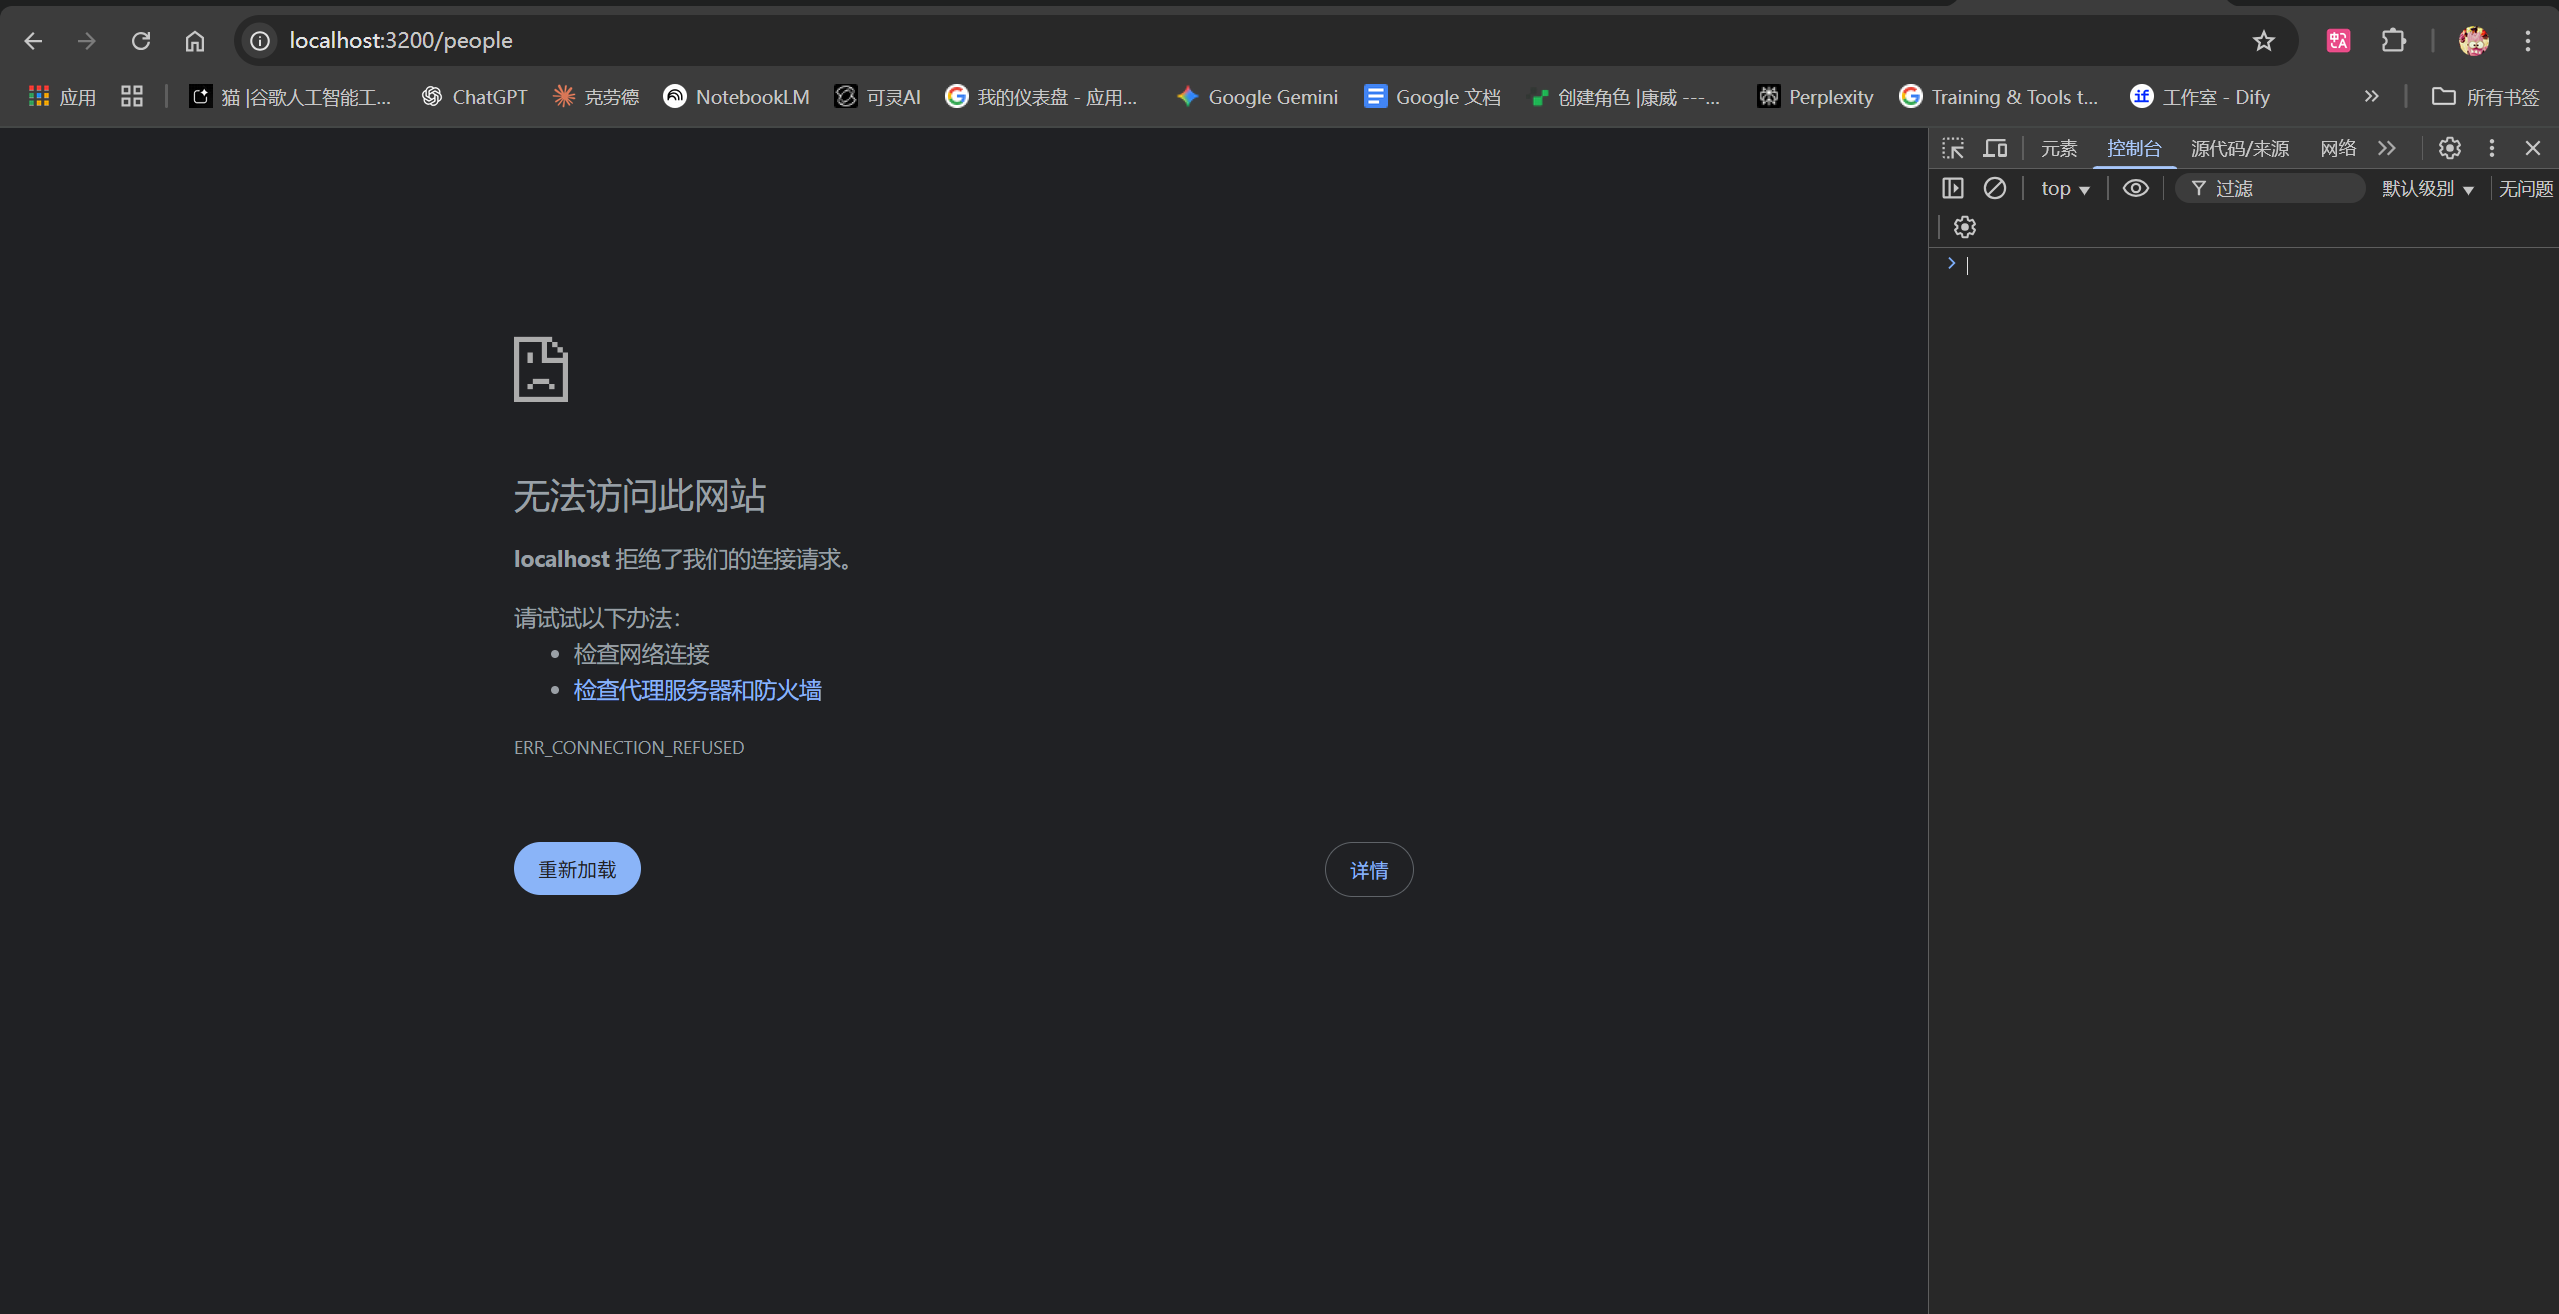 localhost:3200/people
应用
猫 |谷歌人工智能工...
ChatGPT
克劳德
NotebookLM
可灵AI
我的仪表盘 - 应用...
Google Gemini
Google 文档
创建角色 |康威 ---...
Perplexity
Training & Tools t...
工作室 - Dify
所有书签
元素
控制台
源代码/来源
网络
top
过滤
默认级别
无问题
无法访问此网站
localhost 拒绝了我们的连接请求。
请试试以下办法：
检查网络连接
检查代理服务器和防火墙
ERR_CONNECTION_REFUSED
重新加载
详情